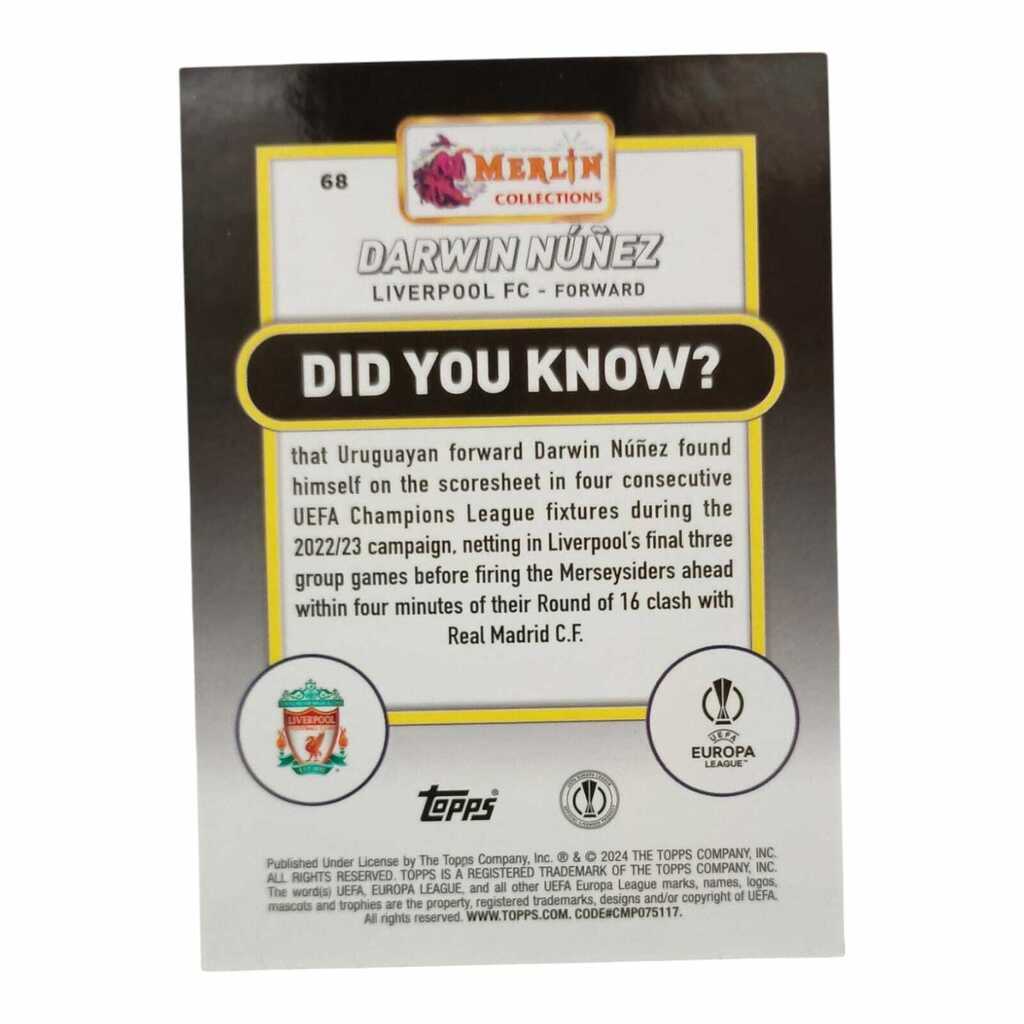 68
MERLIN
COLLECTIONS
DARWIN NÚÑEZ
LIVERPOOL FC - FORWARD
DID YOU KNOW?
that Uruguayan forward Darwin Núñez found
himself on the scoresheet in four consecutive
UEFA Champions League fixtures during the
2022/23 campaign, netting in Liverpool's final three
group games before firing the Merseysiders ahead
within four minutes of their Round of 16 clash with
Real Madrid C.F.
LIVERPOOL
UEFA
EUROPA
LEAGUE™
TOPPS®
Published Under License by The Topps Company, Inc. ® & © 2024 THE TOPPS COMPANY, INC.
ALL RIGHTS RESERVED. TOPPS IS A REGISTERED TRADEMARK OF THE TOPPS COMPANY, INC.
The word(s) UEFA, EUROPA LEAGUE, and all other UEFA Europa League marks, names, logos,
mascots and trophies are the property, registered trademarks, designs and/or copyright of UEFA.
All rights reserved. WWW.TOPPS.COM. CODE#CMP075117.